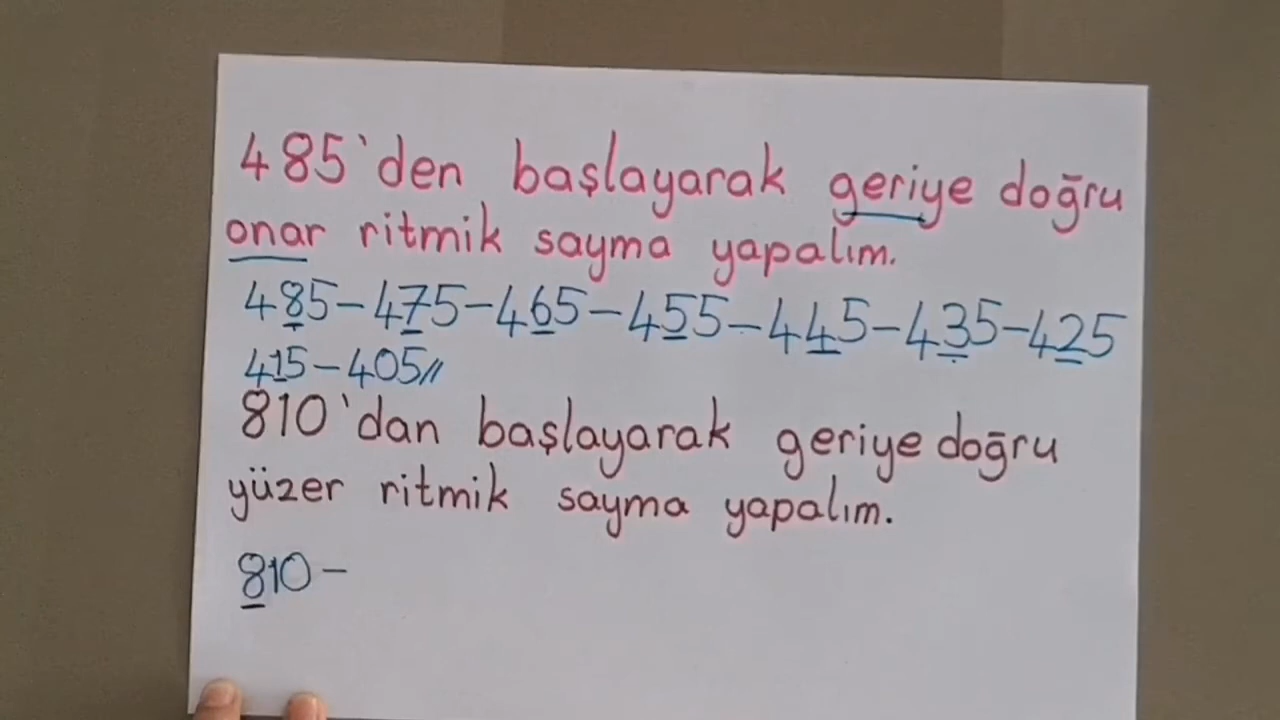 485'den başlayarak geriye doğru
onar ritmik sayma yapalım.
485-475-465-455-445-435-425
415-405//
810'dan başlayarak geriye doğru
yüzer ritmik sayma yapalım.
810-